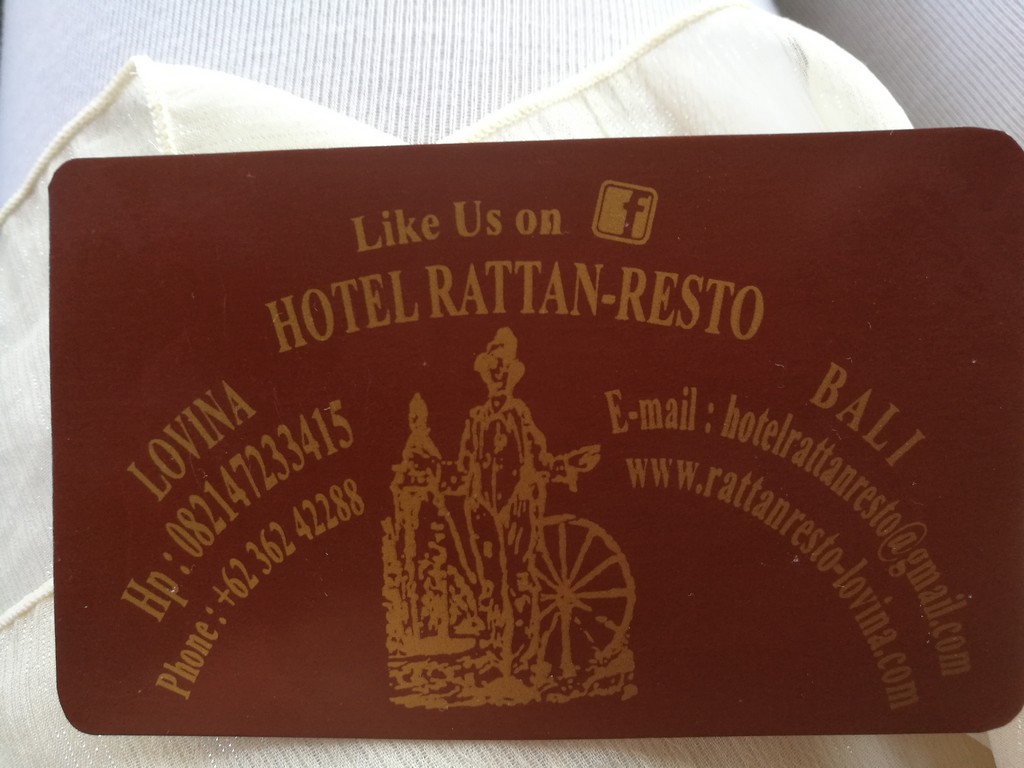 Like Us on f
HOTEL RATTAN-RESTO
LOVINA
Hp : 082147233415
Phone : +62 362 42288
BALI
E-mail : hotelrattanresto@gmail.com
www.rattanresto-lovina.com